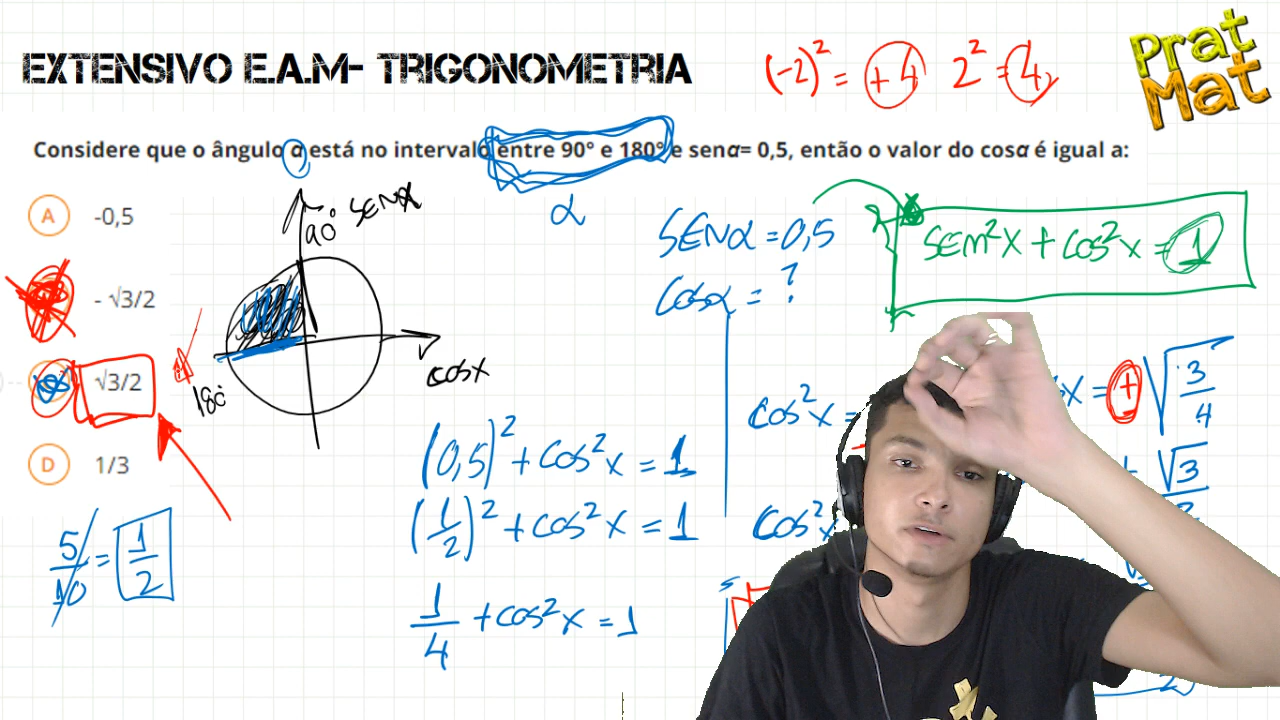 EXTENSIVO E.A.M- TRIGONOMETRIA
(-2)² = +4 2² = 4
Prat
Mat
Considere que o ângulo α está no intervalo entre 90° e 180° e senα= 0,5, então o valor do cosα é igual a:
A -0,5
- √3/2
√3/2
D 1/3
90° SENX
COSX
180°
α
SENα = 0,5
COSα = ?
SEN²X + COS²X = 1
(0,5)² + COS²X = 1
(1/2)² + COS²X = 1
1/4 + COS²X = 1
5/10 = 1/2
COS²X =
COS²X
X = + √3/4
√3